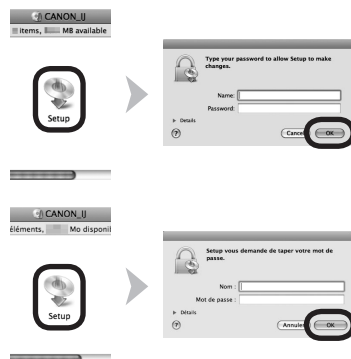 CANON_IJ
items, MB available
Setup
Type your password to allow Setup to make
changes.
Name:
Password:
Details
?
Cancel
OK
CANON_IJ
éléments, Mo disponil
Setup
Setup vous demande de taper votre mot de
passe.
Nom :
Mot de passe :
Détails
?
Annuler
OK